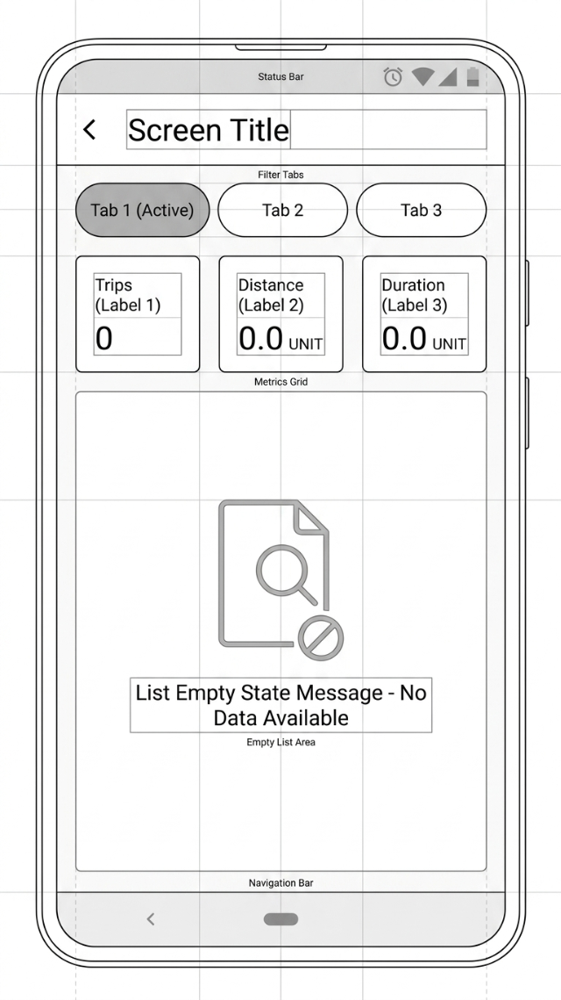 Status Bar
Screen Title
Filter Tabs
Tab 1 (Active) Tab 2 Tab 3
Trips
(Label 1)
0
Distance
(Label 2)
0.0 UNIT
Duration
(Label 3)
0.0 UNIT
Metrics Grid
List Empty State Message - No
Data Available
Empty List Area
Navigation Bar